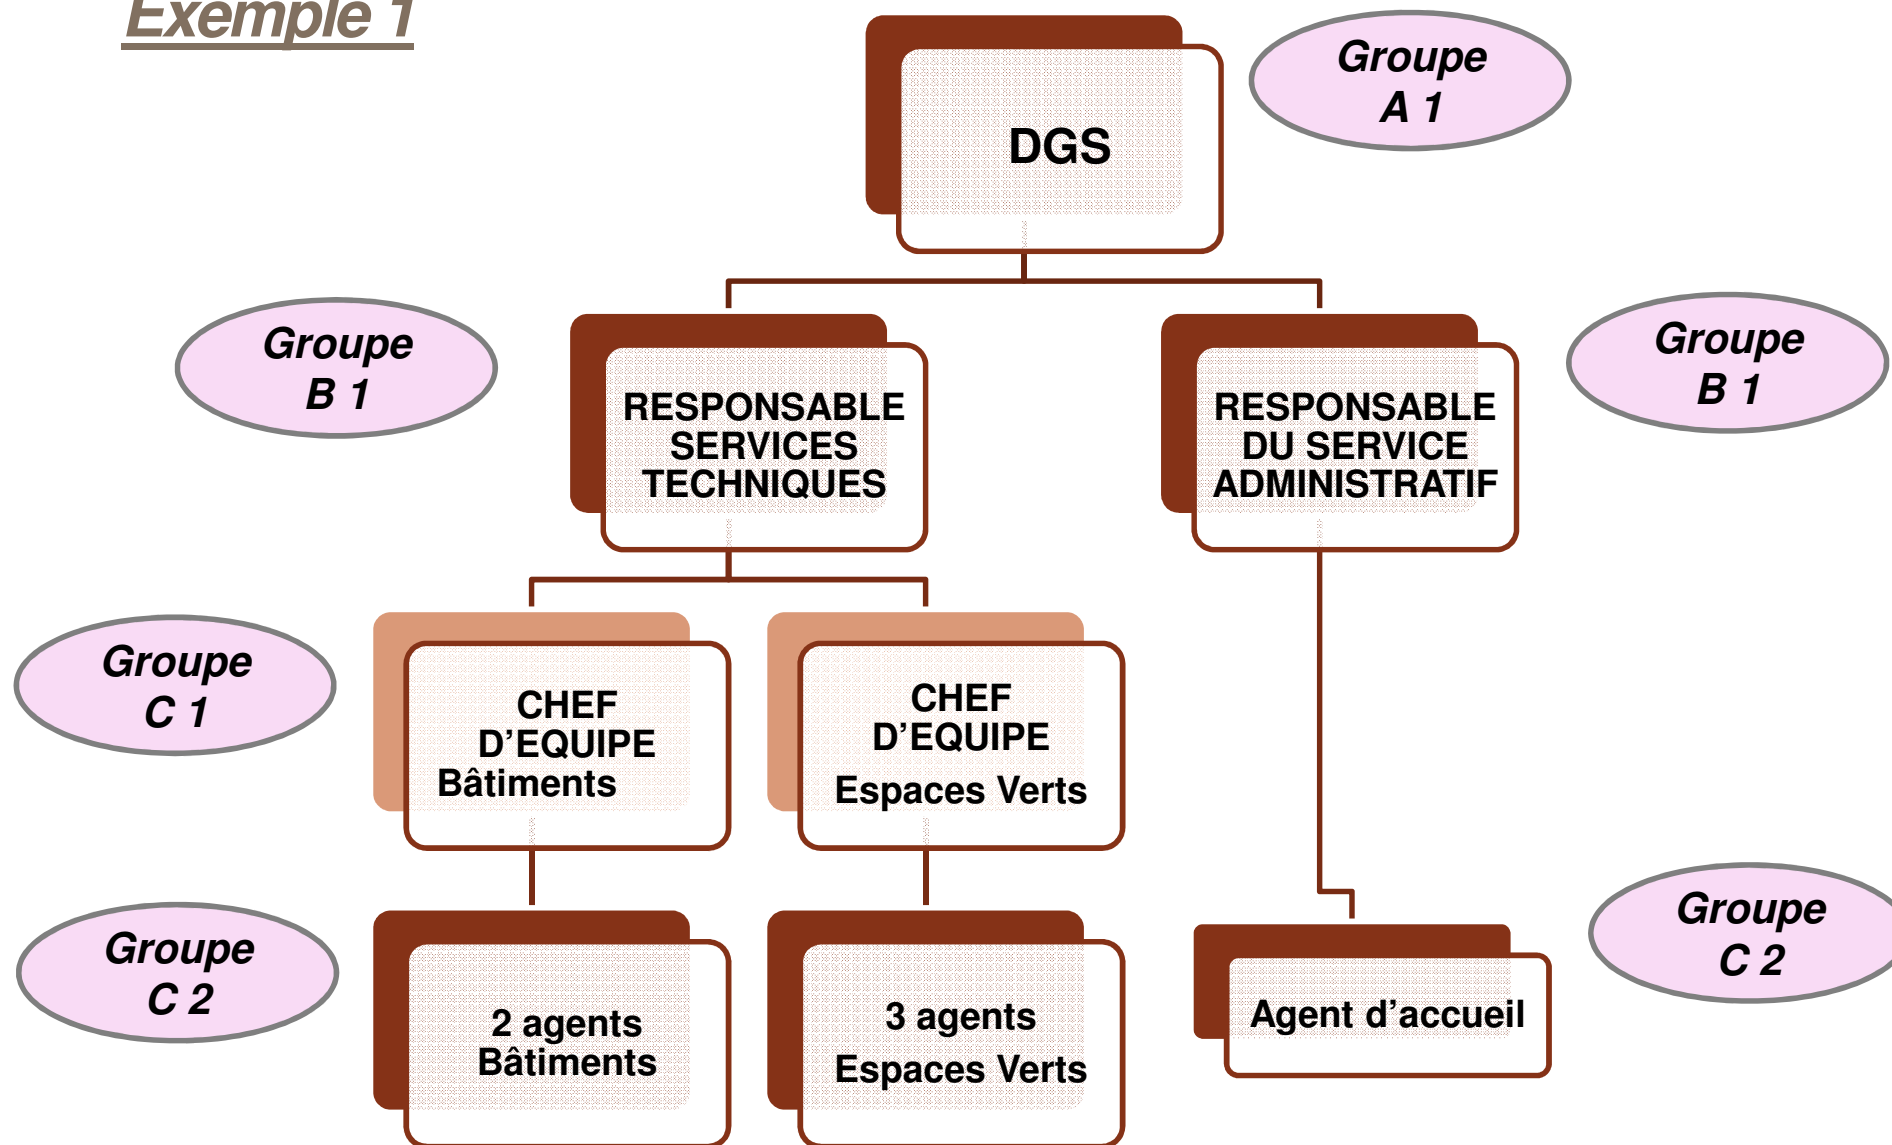 Exemple 1
Groupe
A 1
DGS
Groupe
B 1
RESPONSABLE
SERVICES
TECHNIQUES
RESPONSABLE
DU SERVICE
ADMINISTRATIF
Groupe
B 1
Groupe
C 1
CHEF
D’EQUIPE
Bâtiments
CHEF
D’EQUIPE
Espaces Verts
Groupe
C 2
2 agents
Bâtiments
3 agents
Espaces Verts
Agent d’accueil
Groupe
C 2